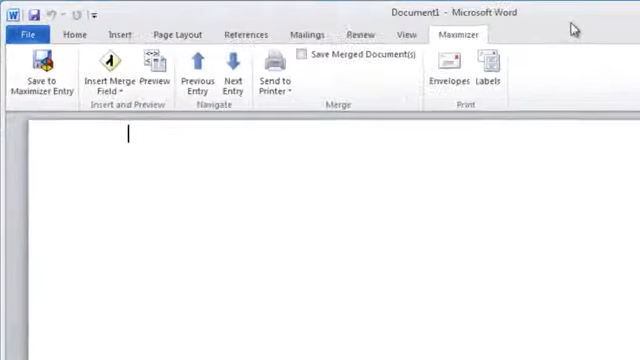 Document1 - Microsoft Word
File Home Insert Page Layout References Mailings Review View Maximizer
Save to Maximizer Entry
Insert Merge Field
Preview
Previous Entry
Next Entry
Send to Printer
Save Merged Document(s)
Envelopes
Labels
Insert and Preview Navigate Merge Print